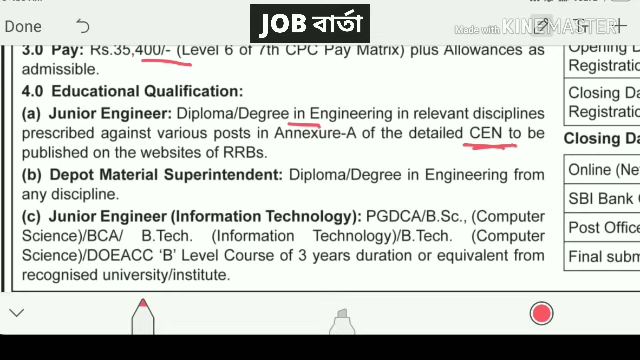 JOB বার্তা
Made with KINEMASTER
Done
3.0 Pay: Rs.35,400/- (Level 6 of 7th CPC Pay Matrix) plus Allowances as
admissible.
4.0 Educational Qualification:
(a) Junior Engineer: Diploma/Degree in Engineering in relevant disciplines
prescribed against various posts in Annexure-A of the detailed CEN to be
published on the websites of RRBs.
(b) Depot Material Superintendent: Diploma/Degree in Engineering from
any discipline.
(c) Junior Engineer (Information Technology): PGDCA/B.Sc., (Computer
Science)/BCA/ B.Tech. (Information Technology)/B.Tech. (Computer
Science)/DOEACC ‘B’ Level Course of 3 years duration or equivalent from
recognised university/institute.
Opening D
Registratio
Closing Da
Registratio
Closing Da
Online (Ne
SBI Bank
Post Office
Final subm